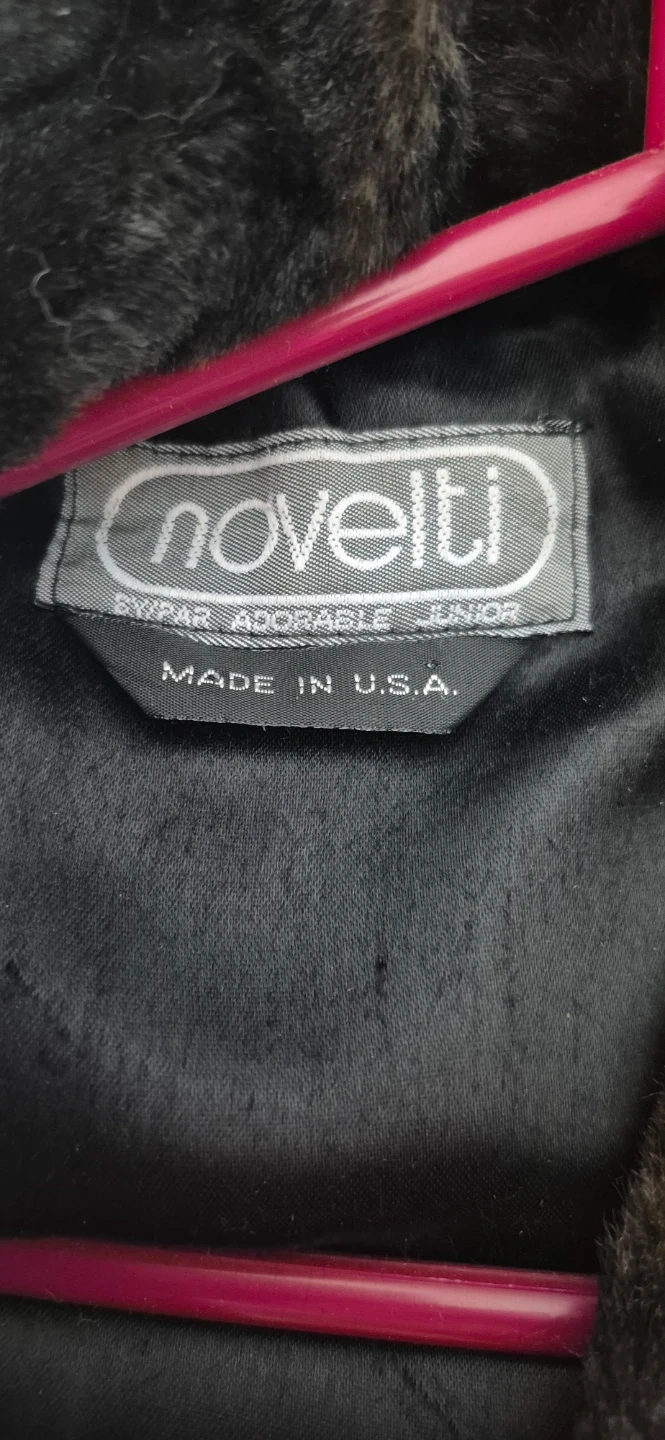 novelti
BY/PAR ADORABLE JUNIOR
MADE IN U.S.A.